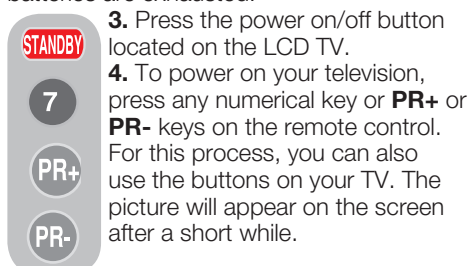 STANDBY
7
PR+
PR-
3. Press the power on/off button
located on the LCD TV.
4. To power on your television,
press any numerical key or PR+ or
PR- keys on the remote control.
For this process, you can also
use the buttons on your TV. The
picture will appear on the screen
after a short while.